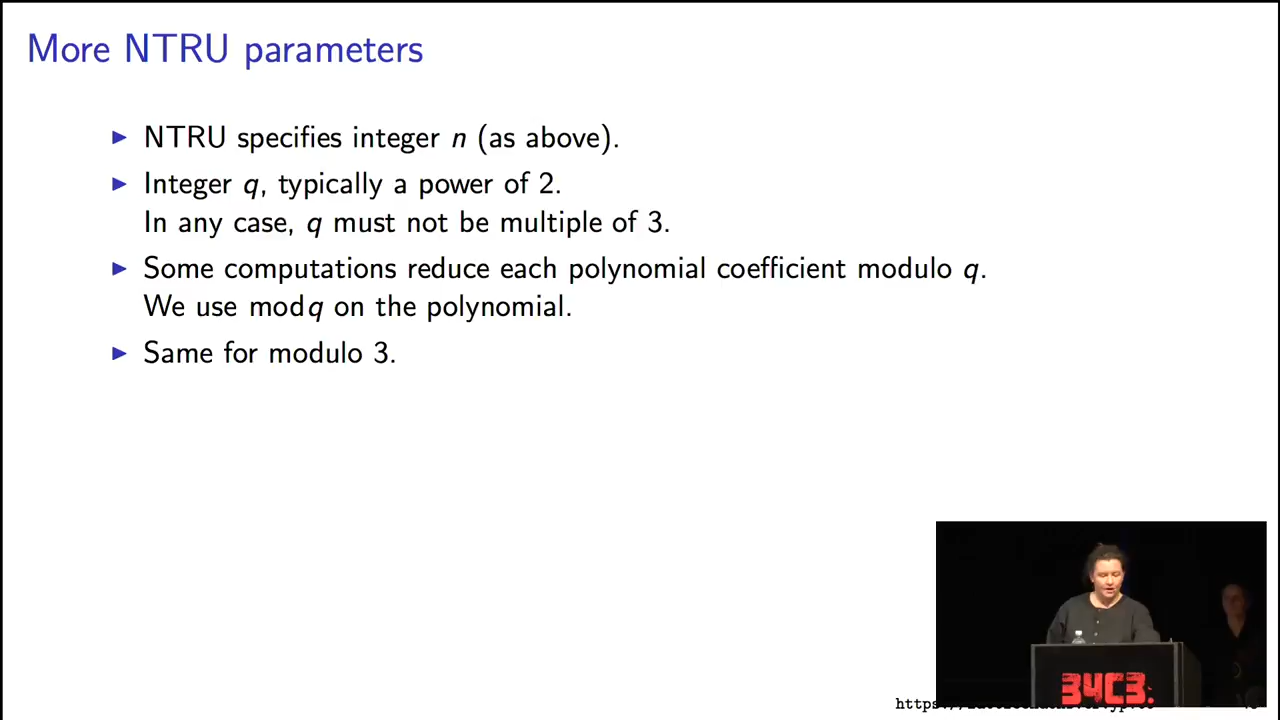 More NTRU parameters
▶ NTRU specifies integer n (as above).
▶ Integer q, typically a power of 2.
In any case, q must not be multiple of 3.
▶ Some computations reduce each polynomial coefficient modulo q.
We use mod q on the polynomial.
▶ Same for modulo 3.
34C3.
https://